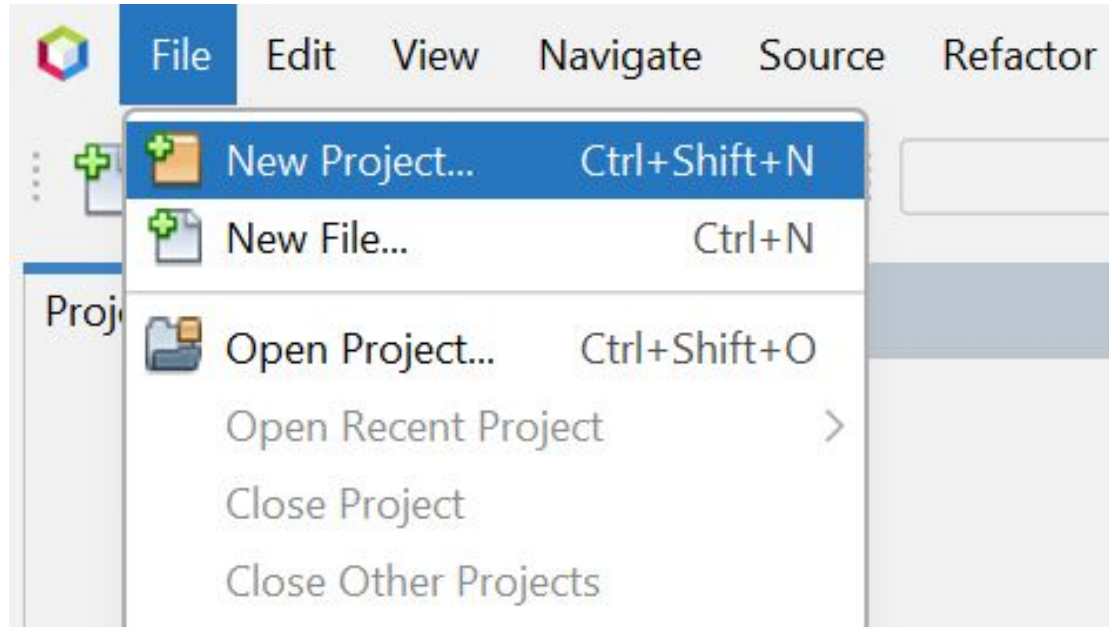 File Edit View Navigate Source Refactor
New Project... Ctrl+Shift+N
New File... Ctrl+N
Proj
Open Project... Ctrl+Shift+O
Open Recent Project
Close Project
Close Other Projects